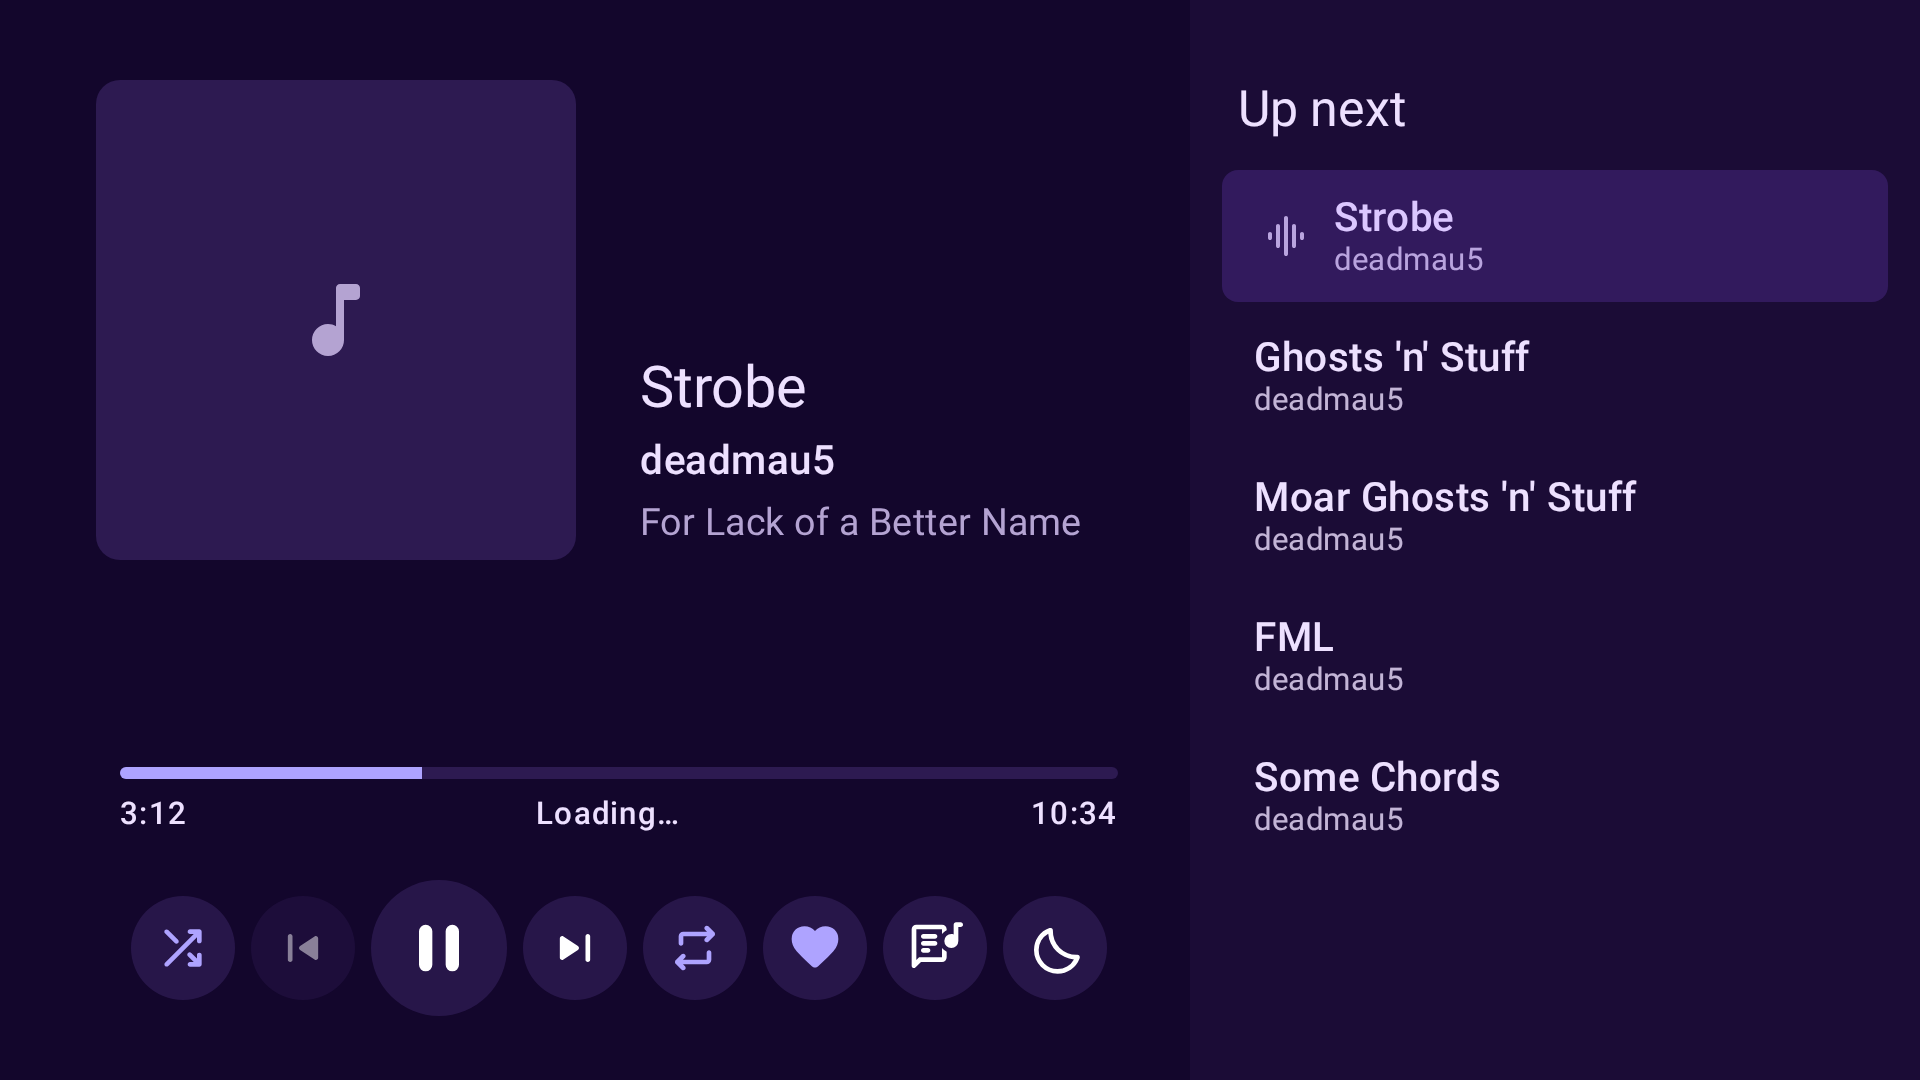 Strobe
deadmau5
For Lack of a Better Name
3:12
Loading…
10:34
Up next
Strobe
deadmau5
Ghosts 'n' Stuff
deadmau5
Moar Ghosts 'n' Stuff
deadmau5
FML
deadmau5
Some Chords
deadmau5